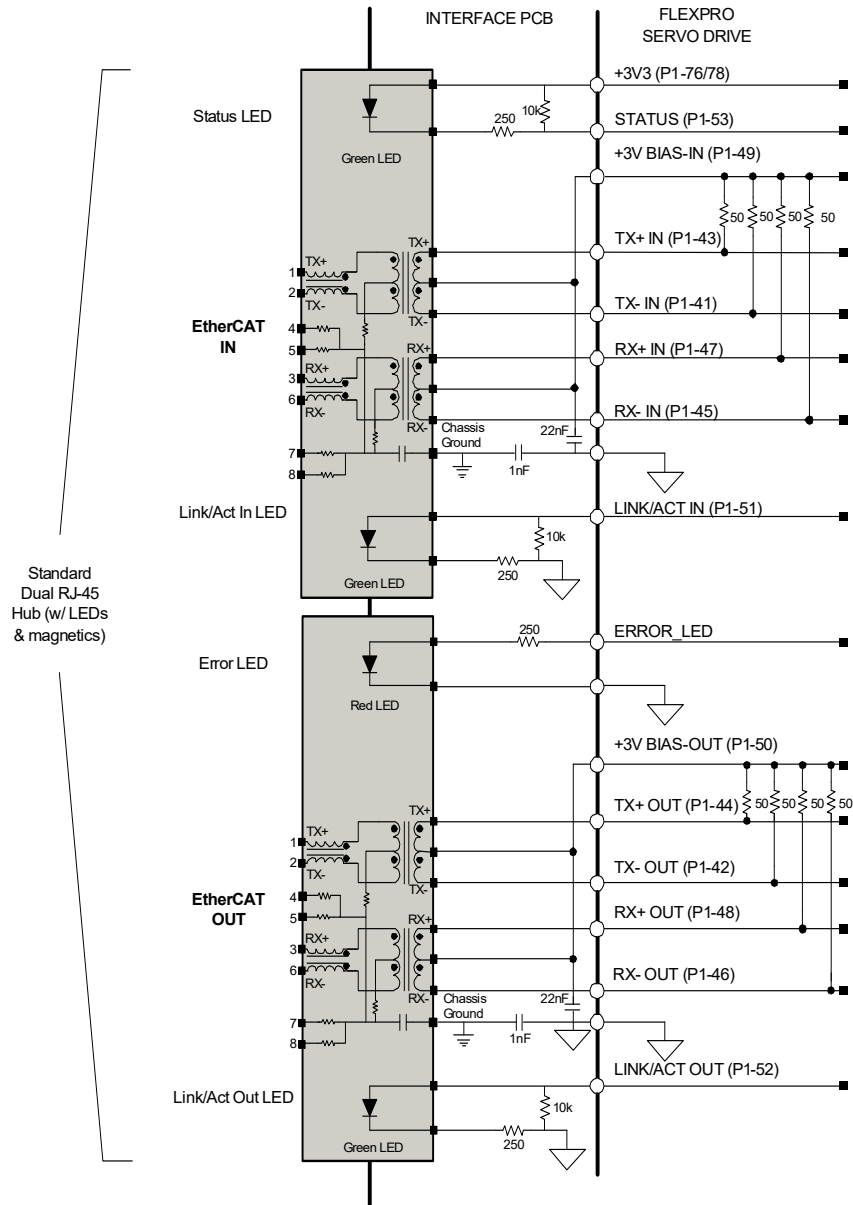 INTERFACE PCB
FLEXPRO
SERVO DRIVE
+3V3 (P1-76/78)
Status LED
10k
250
STATUS (P1-53)
Green LED
+3V BIAS-IN (P1-49)
50
50
50
50
TX+
TX+ IN (P1-43)
1
TX+
2
TX-
TX-
TX- IN (P1-41)
EtherCAT
IN
4
5
RX+
RX+ IN (P1-47)
3
RX+
6
RX-
RX-
RX- IN (P1-45)
Chassis
Ground
22nF
7
8
1nF
Link/Act In LED
LINK/ACT IN (P1-51)
10k
250
Green LED
Standard
Dual RJ-45
Hub (w/ LEDs
& magnetics)
250
ERROR_LED
Error LED
Red LED
+3V BIAS-OUT (P1-50)
50
50
50
50
TX+
TX+ OUT (P1-44)
1
TX+
2
TX-
TX-
TX- OUT (P1-42)
EtherCAT
OUT
4
5
RX+
RX+ OUT (P1-48)
3
RX+
6
RX-
RX-
RX- OUT (P1-46)
Chassis
Ground
22nF
7
8
1nF
LINK/ACT OUT (P1-52)
Link/Act Out LED
10k
250
Green LED